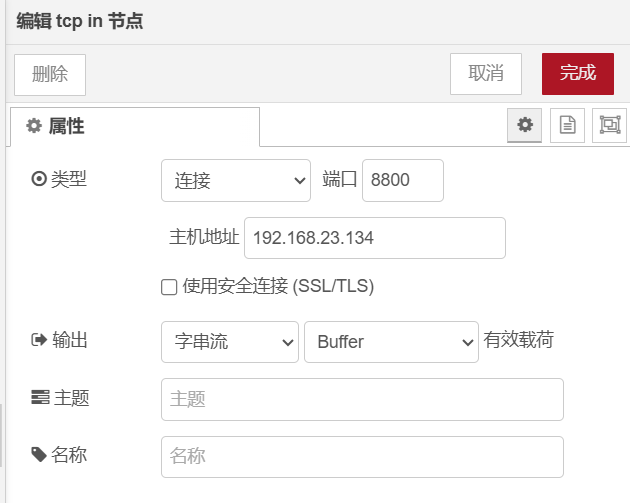 编辑 tcp in 节点
删除
取消
完成
属性
类型 连接 端口 8800
主机地址 192.168.23.134
使用安全连接 (SSL/TLS)
输出 字串流 Buffer 有效载荷
主题 主题
名称 名称